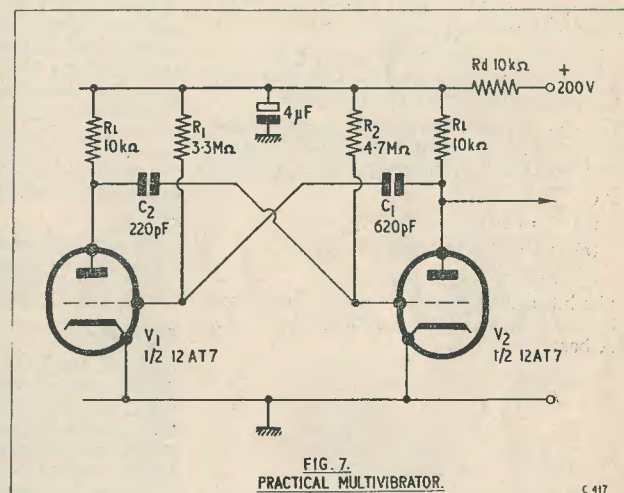 Rd 10kΩ
+
200V
RL
10kΩ
R1
3·3MΩ
4µF
R2
4·7MΩ
RL
10kΩ
C2
220pF
C1
620pF
V1
1/2 12AT7
V2
1/2 12AT7
FIG. 7.
PRACTICAL MULTIVIBRATOR.
C 417